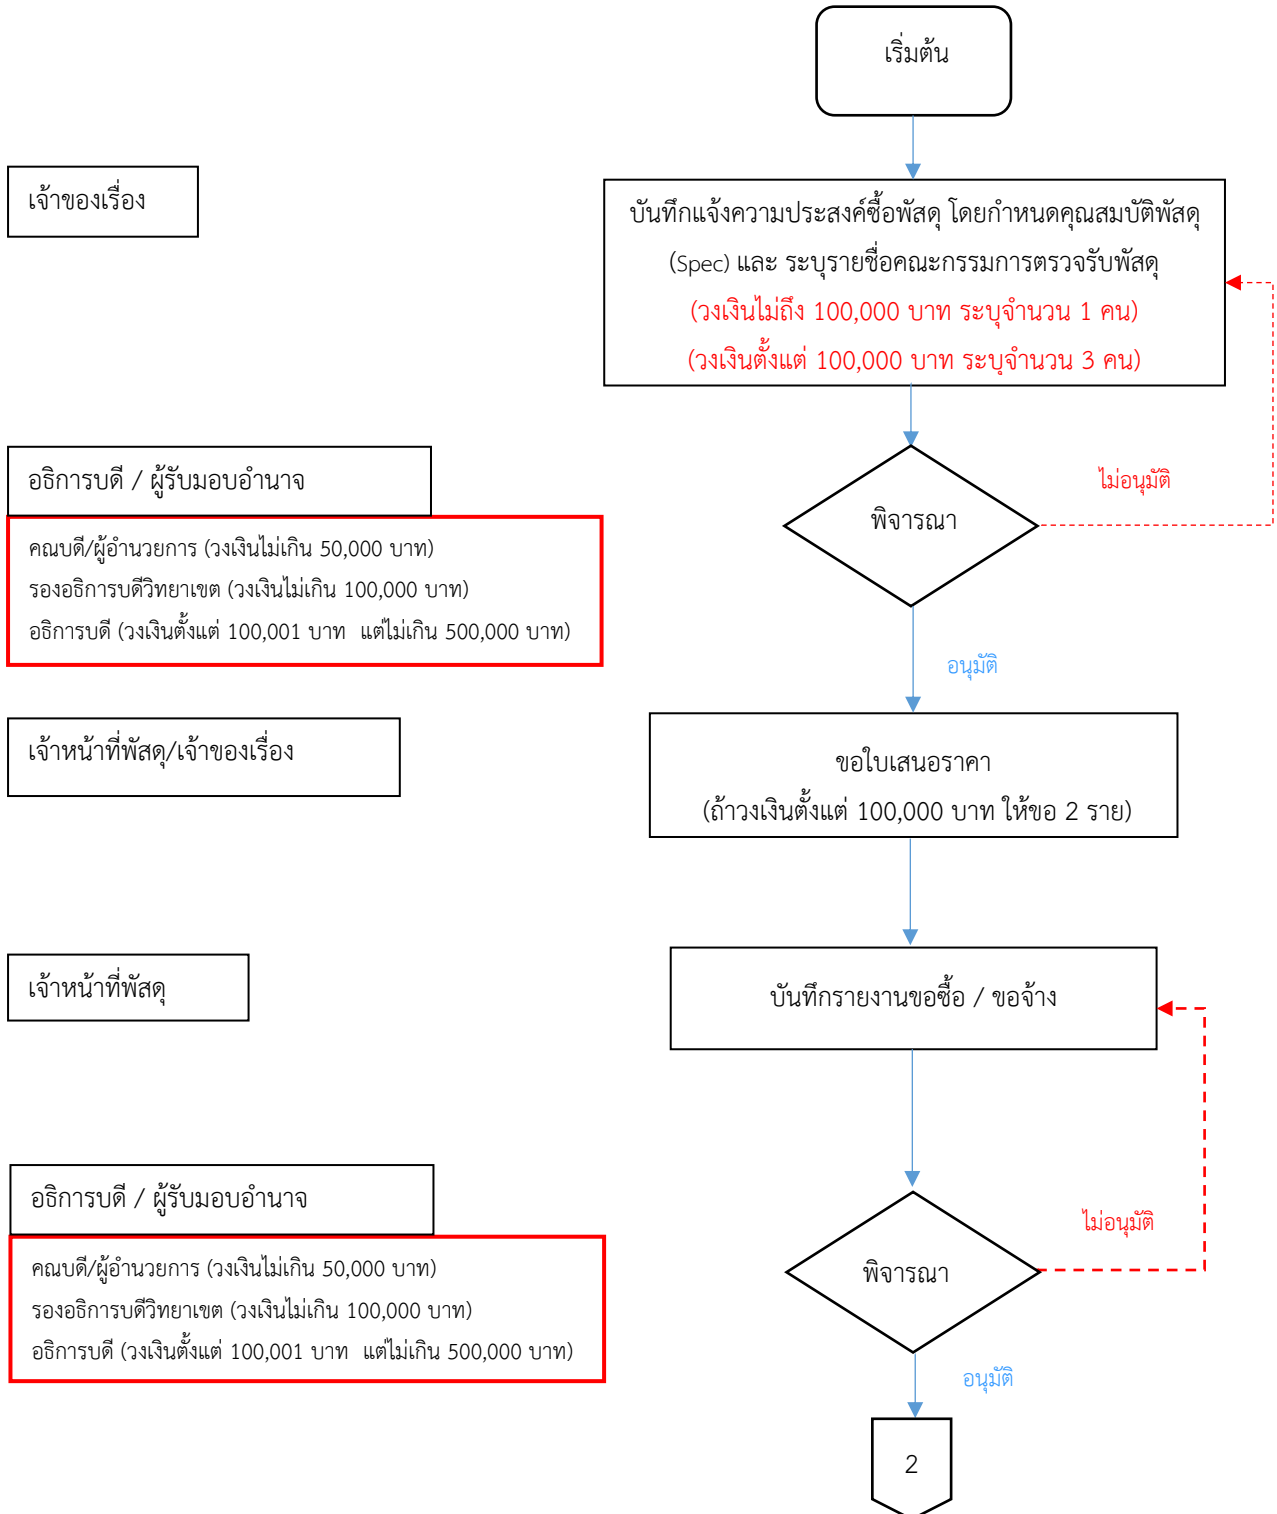 เริ่มต้น
เจ้าของเรื่อง
บันทึกแจ้งความประสงค์ซื้อพัสดุ โดยกำหนดคุณสมบัติพัสดุ
(Spec) และ ระบุรายชื่อคณะกรรมการตรวจรับพัสดุ
(วงเงินไม่ถึง 100,000 บาท ระบุจำนวน 1 คน)
(วงเงินตั้งแต่ 100,000 บาท ระบุจำนวน 3 คน)
อธิการบดี / ผู้รับมอบอำนาจ
คณบดี/ผู้อำนวยการ (วงเงินไม่เกิน 50,000 บาท)
รองอธิการบดีวิทยาเขต (วงเงินไม่เกิน 100,000 บาท)
อธิการบดี (วงเงินตั้งแต่ 100,001 บาท แต่ไม่เกิน 500,000 บาท)
พิจารณา
ไม่อนุมัติ
อนุมัติ
เจ้าหน้าที่พัสดุ/เจ้าของเรื่อง
ขอใบเสนอราคา
(ถ้าวงเงินตั้งแต่ 100,000 บาท ให้ขอ 2 ราย)
เจ้าหน้าที่พัสดุ
บันทึกรายงานขอซื้อ / ขอจ้าง
อธิการบดี / ผู้รับมอบอำนาจ
คณบดี/ผู้อำนวยการ (วงเงินไม่เกิน 50,000 บาท)
รองอธิการบดีวิทยาเขต (วงเงินไม่เกิน 100,000 บาท)
อธิการบดี (วงเงินตั้งแต่ 100,001 บาท แต่ไม่เกิน 500,000 บาท)
พิจารณา
ไม่อนุมัติ
อนุมัติ
2